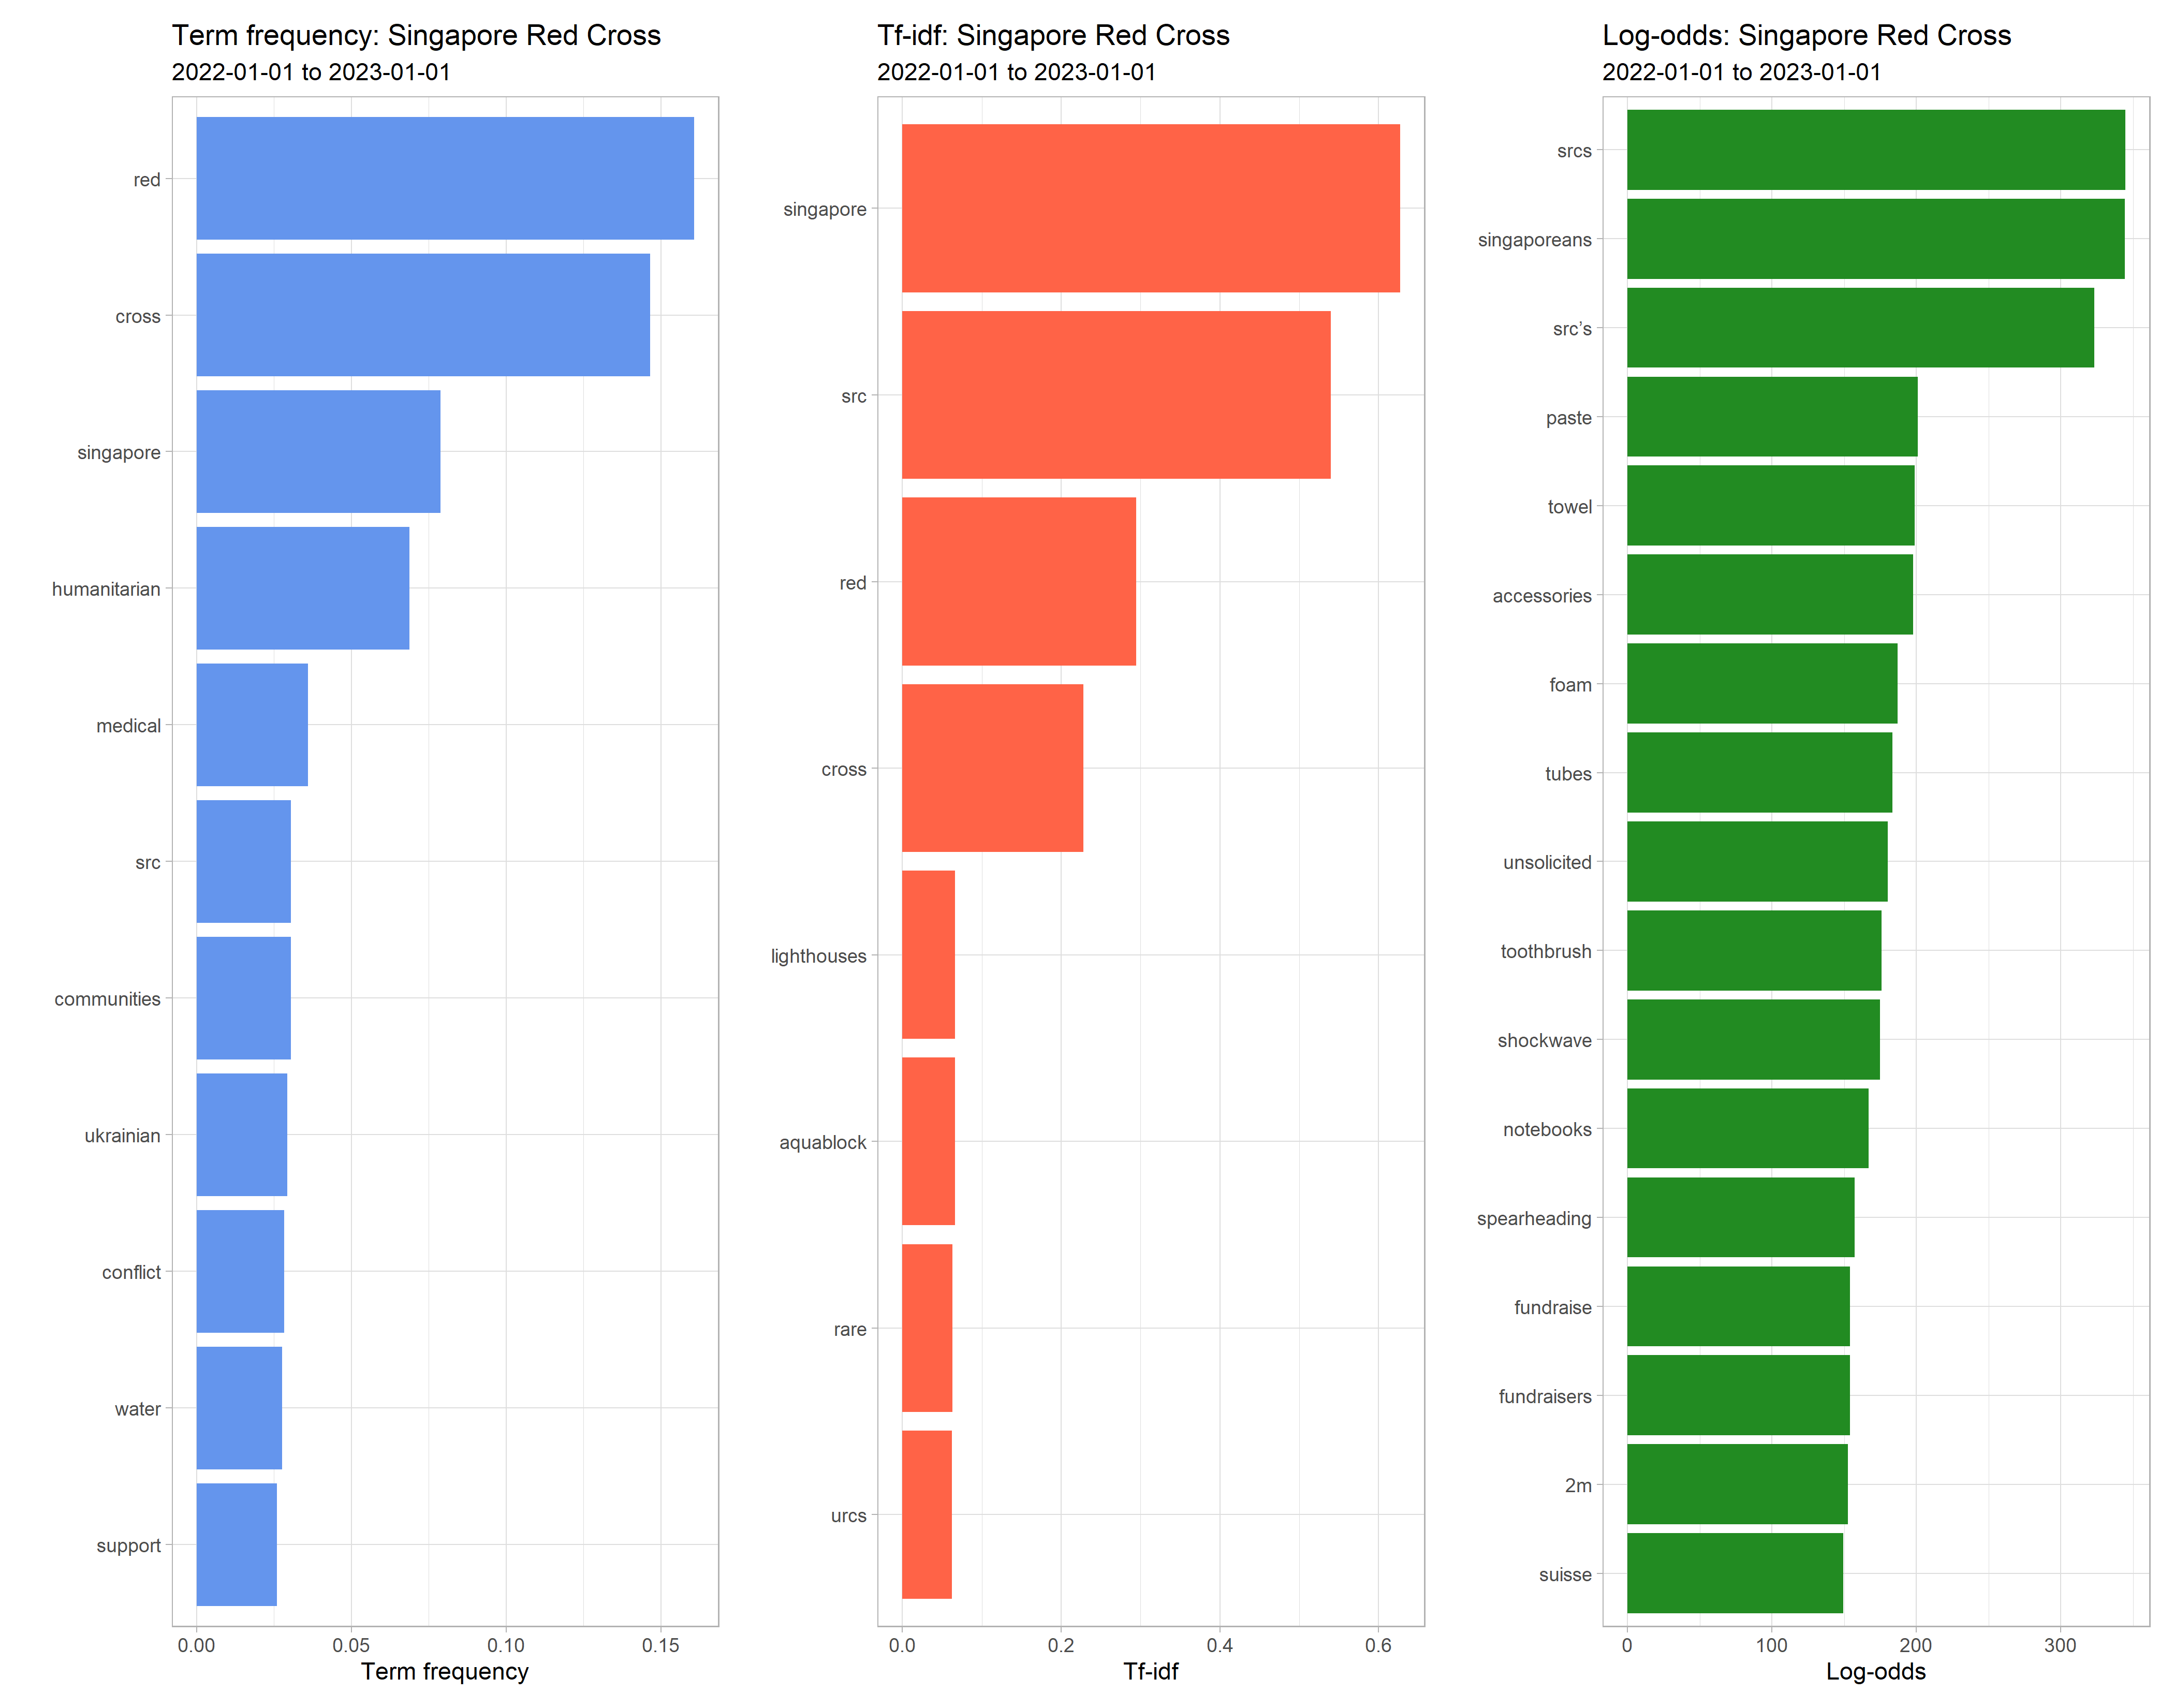 Term frequency: Singapore Red Cross
2022-01-01 to 2023-01-01
red
cross
singapore
humanitarian
medical
src
communities
ukrainian
conflict
water
support
0.00 0.05 0.10 0.15
Term frequency
Tf-idf: Singapore Red Cross
2022-01-01 to 2023-01-01
singapore
src
red
cross
lighthouses
aquablock
rare
urcs
0.0 0.2 0.4 0.6
Tf-idf
Log-odds: Singapore Red Cross
2022-01-01 to 2023-01-01
srcs
singaporeans
src’s
paste
towel
accessories
foam
tubes
unsolicited
toothbrush
shockwave
notebooks
spearheading
fundraise
fundraisers
2m
suisse
0 100 200 300
Log-odds